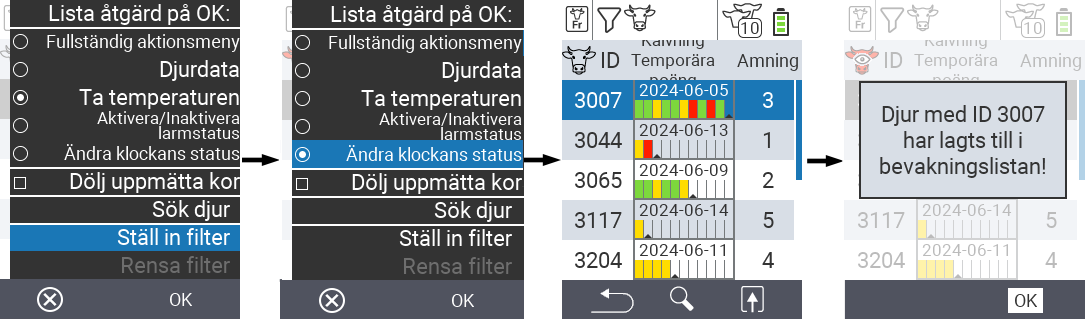 Lista åtgärd på OK:
Fullständig aktionsmeny
Djurdata
Ta temperaturen
Aktivera/Inaktivera
larmstatus
Ändra klockans status
Dölj uppmätta kor
Sök djur
Ställ in filter
Rensa filter
OK
Lista åtgärd på OK:
Fullständig aktionsmeny
Djurdata
Ta temperaturen
Aktivera/Inaktivera
larmstatus
Ändra klockans status
Dölj uppmätta kor
Sök djur
Ställ in filter
Rensa filter
OK
Fr
10
ID
Kalvning
Temporära
poäng
Amning
3007 2024-06-05 3
3044 2024-06-13 1
3065 2024-06-09 2
3117 2024-06-14 5
3204 2024-06-11 4
Fr
10
ID
Kalvning
Temporära
Amning
Djur med ID 3007
har lagts till i
bevakningslistan!
3117 2024-06-14 5
3204 2024-06-11 4
OK